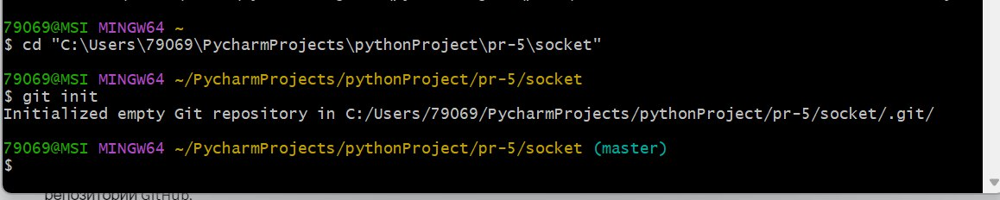 79069@MSI MINGW64 ~
$ cd "C:\Users\79069\PycharmProjects\pythonProject\pr-5\socket"
79069@MSI MINGW64 ~/PycharmProjects/pythonProject/pr-5/socket
$ git init
Initialized empty Git repository in C:/Users/79069/PycharmProjects/pythonProject/pr-5/socket/.git/
79069@MSI MINGW64 ~/PycharmProjects/pythonProject/pr-5/socket (master)
$
репозиторий GitHub.